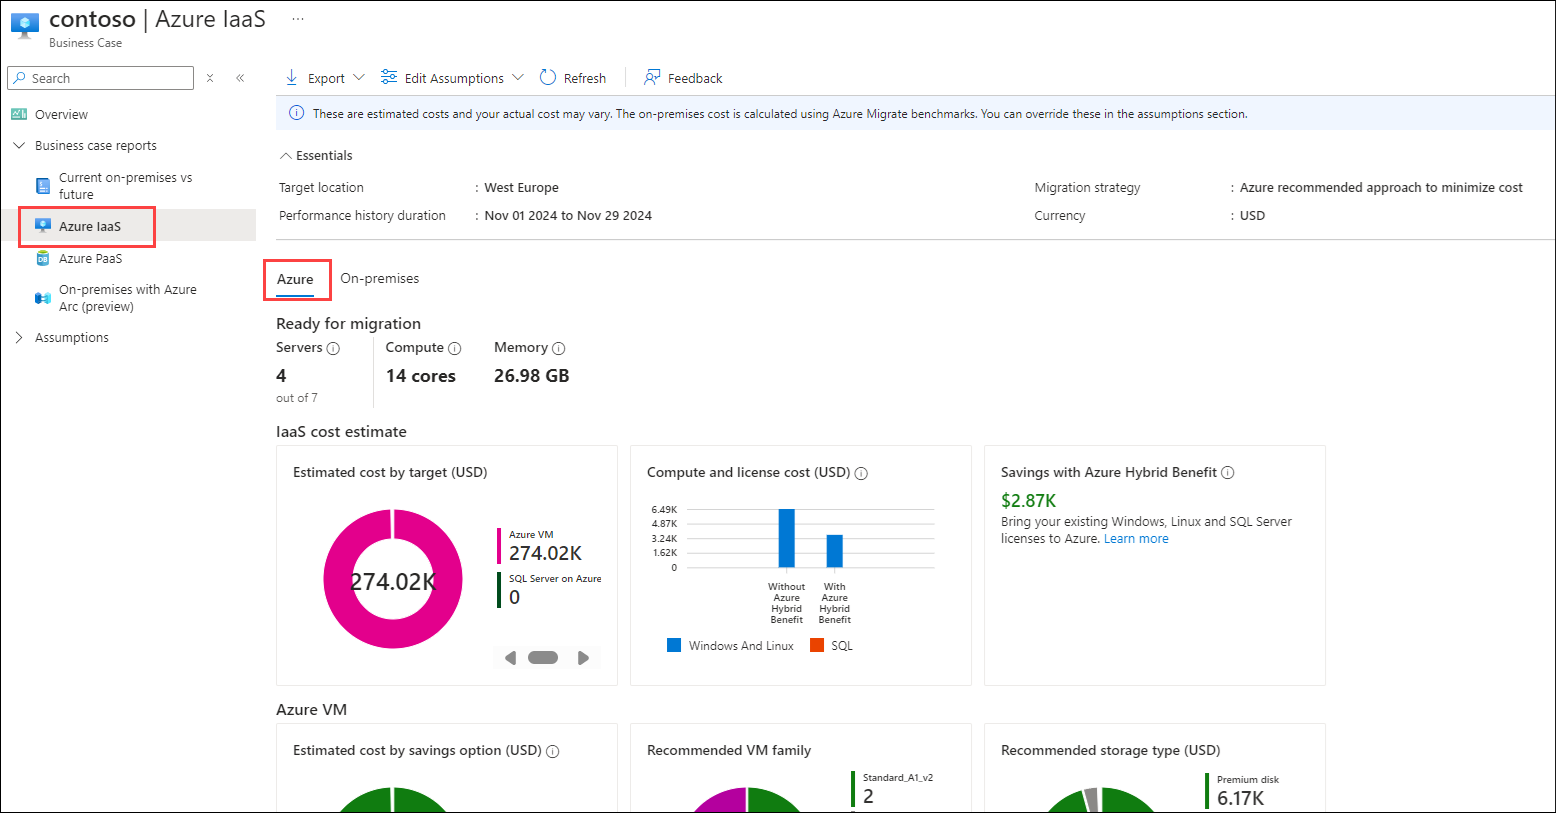 contoso | Azure IaaS ...
Business Case
Search
Export
Edit Assumptions
Refresh
Feedback
These are estimated costs and your actual cost may vary. The on-premises cost is calculated using Azure Migrate benchmarks. You can override these in the assumptions section.
Overview
Business case reports
Current on-premises vs
future
Azure IaaS
Azure PaaS
On-premises with Azure
Arc (preview)
Assumptions
Essentials
Target location : West Europe
Migration strategy : Azure recommended approach to minimize cost
Performance history duration : Nov 01 2024 to Nov 29 2024
Currency : USD
Azure
On-premises
Ready for migration
Servers
4
out of 7
Compute
14 cores
Memory
26.98 GB
IaaS cost estimate
Estimated cost by target (USD)
274.02K
Azure VM
274.02K
SQL Server on Azure
0
Compute and license cost (USD)
6.49K
4.87K
3.24K
1.62K
0
Without
Azure
Hybrid
Benefit
With
Azure
Hybrid
Benefit
Windows And Linux
SQL
Savings with Azure Hybrid Benefit
$2.87K
Bring your existing Windows, Linux and SQL Server
licenses to Azure. Learn more
Azure VM
Estimated cost by savings option (USD)
Recommended VM family
Standard_A1_v2
2
Recommended storage type (USD)
Premium disk
6.17K